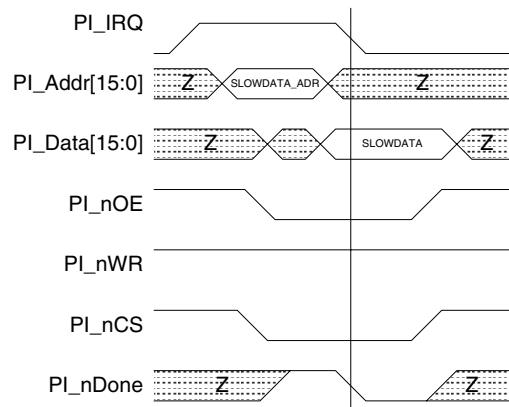 PI_IRQ
PI_Addr[15:0] Z SLOWDATA_ADR Z
PI_Data[15:0] Z SLOWDATA Z
PI_nOE
PI_nWR
PI_nCS
PI_nDone Z Z